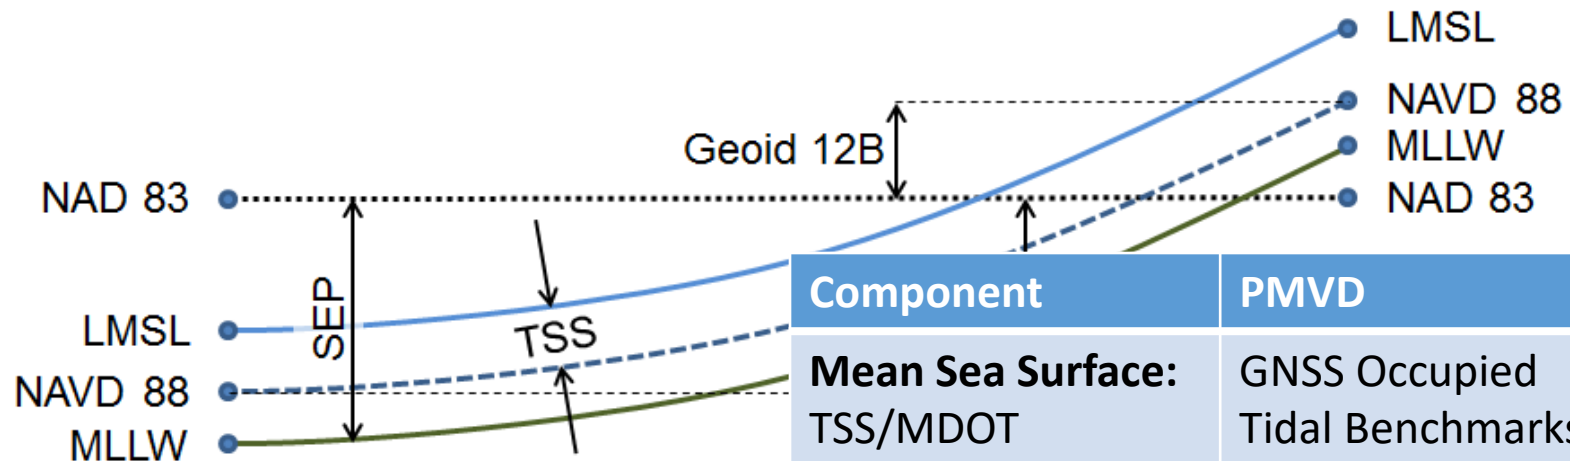 LMSL
NAVD 88
Geoid 12B
MLLW
NAD 83
NAD 83
SEP
LMSL
TSS
NAVD 88
MLLW
Component PMVD
Mean Sea Surface: GNSS Occupied
TSS/MDOT Tidal Benchmarks